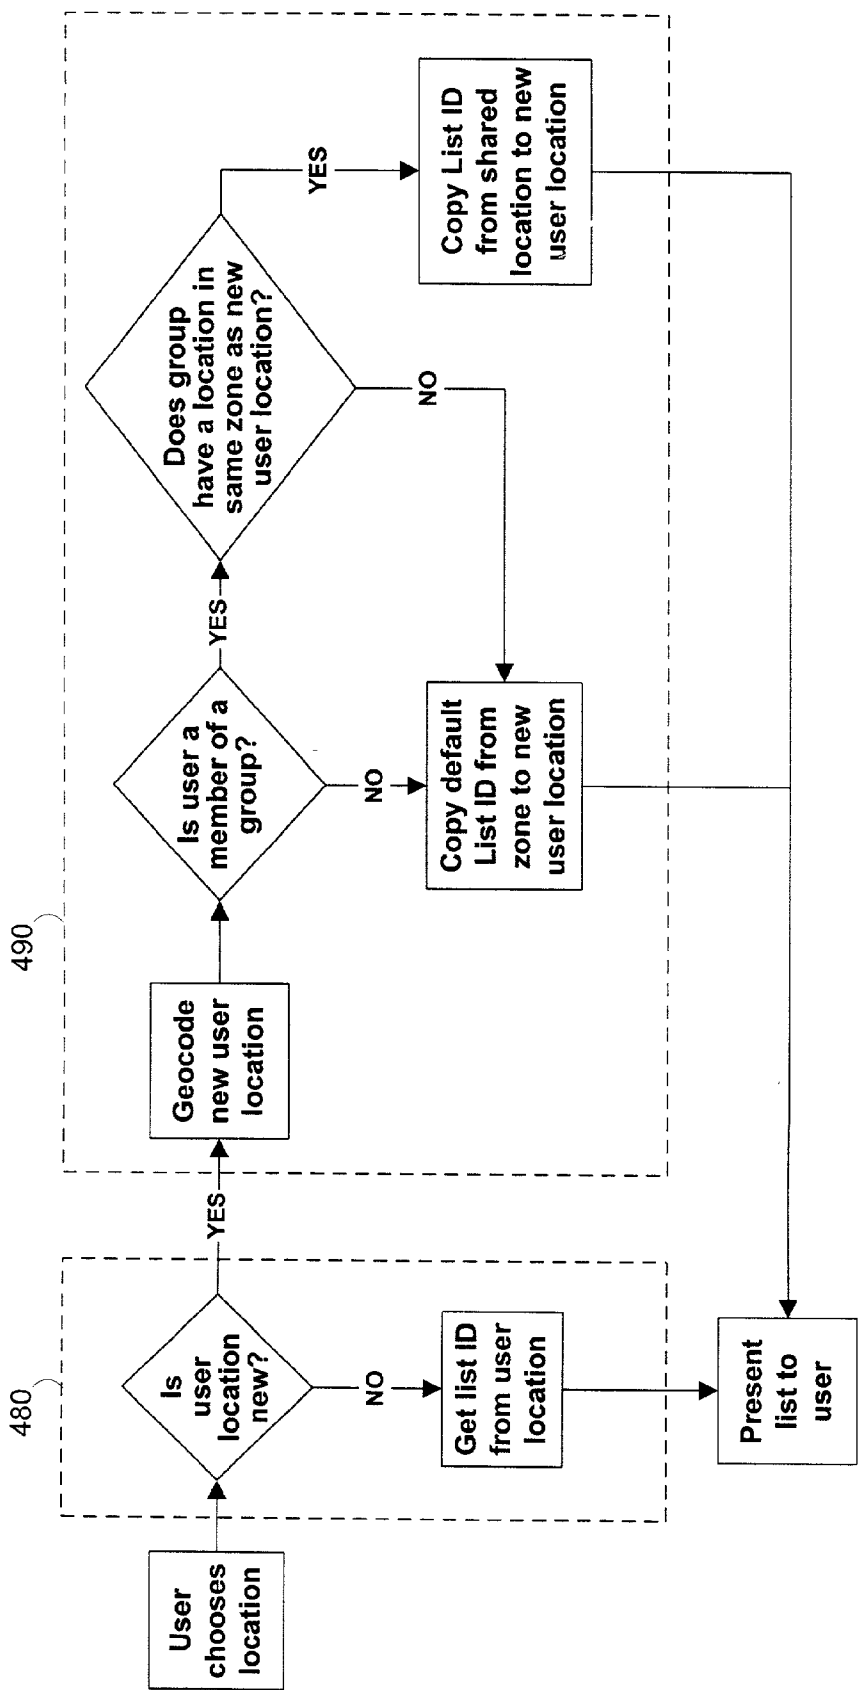 480
490
User
chooses
location
Is
user
location
new?
YES
NO
Get list ID
from user
location
Geocode
new user
location
Is user a
member of a
group?
YES
NO
Copy default
List ID from
zone to new
user location
Does group
have a location in
same zone as new
user location?
YES
NO
Copy List ID
from shared
location to new
user location
Present
list to
user